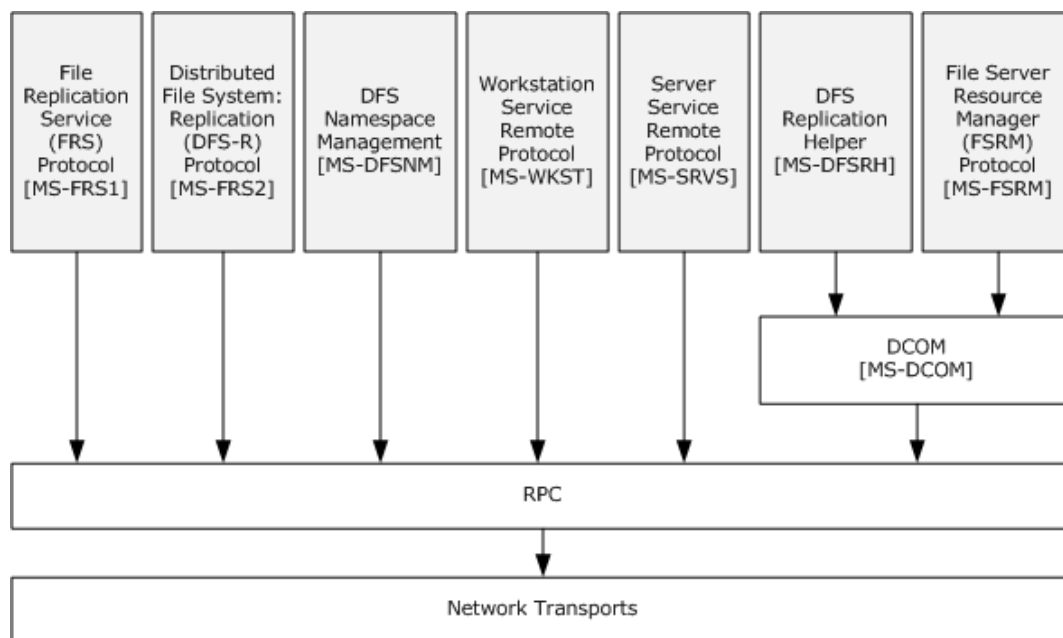 File
Replication
Service
(FRS)
Protocol
[MS-FRS1]
Distributed
File System:
Replication
(DFS-R)
Protocol
[MS-FRS2]
DFS
Namespace
Management
[MS-DFSNM]
Workstation
Service
Remote
Protocol
[MS-WKST]
Server
Service
Remote
Protocol
[MS-SRVS]
DFS
Replication
Helper
[MS-DFSRH]
File Server
Resource
Manager
(FSRM)
Protocol
[MS-FSRM]
DCOM
[MS-DCOM]
RPC
Network Transports